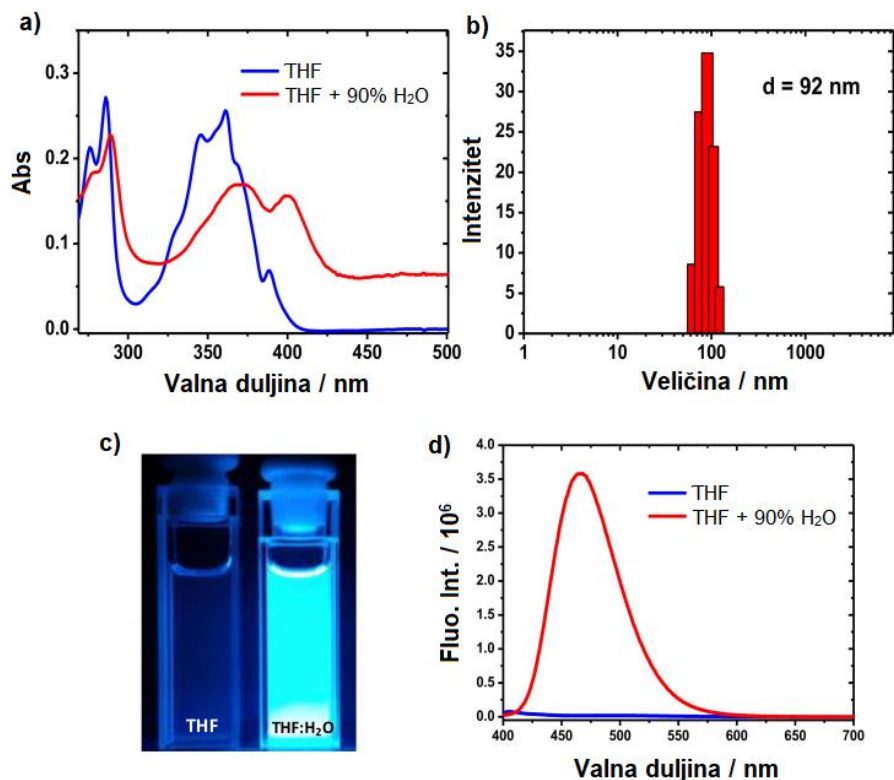 a)
0.3
0.2
0.1
0.0
Abs
THF
THF + 90% H₂O
300
350
400
450
500
Valna duljina / nm
b)
35
30
25
20
15
10
5
0
Intenzitet
d = 92 nm
1
10
100
1000
Veličina / nm
c)
THF
THF:H₂O
d)
4.0
3.5
3.0
2.5
2.0
1.5
1.0
0.5
0.0
Fluo. Int. / 10⁶
THF
THF + 90% H₂O
400
450
500
550
600
650
700
Valna duljina / nm